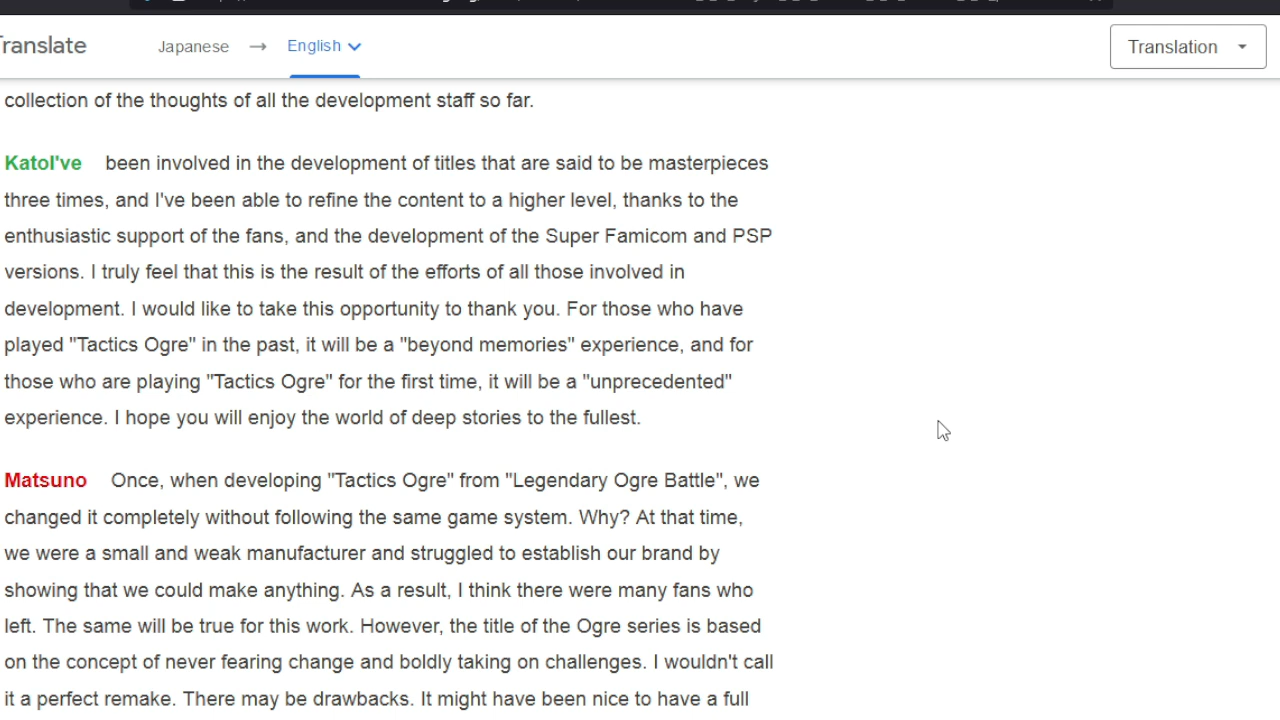 ranslate
Japanese → English
Translation
collection of the thoughts of all the development staff so far.
KatoI've been involved in the development of titles that are said to be masterpieces
three times, and I've been able to refine the content to a higher level, thanks to the
enthusiastic support of the fans, and the development of the Super Famicom and PSP
versions. I truly feel that this is the result of the efforts of all those involved in
development. I would like to take this opportunity to thank you. For those who have
played "Tactics Ogre" in the past, it will be a "beyond memories" experience, and for
those who are playing "Tactics Ogre" for the first time, it will be a "unprecedented"
experience. I hope you will enjoy the world of deep stories to the fullest.
Matsuno Once, when developing "Tactics Ogre" from "Legendary Ogre Battle", we
changed it completely without following the same game system. Why? At that time,
we were a small and weak manufacturer and struggled to establish our brand by
showing that we could make anything. As a result, I think there were many fans who
left. The same will be true for this work. However, the title of the Ogre series is based
on the concept of never fearing change and boldly taking on challenges. I wouldn't call
it a perfect remake. There may be drawbacks. It might have been nice to have a full